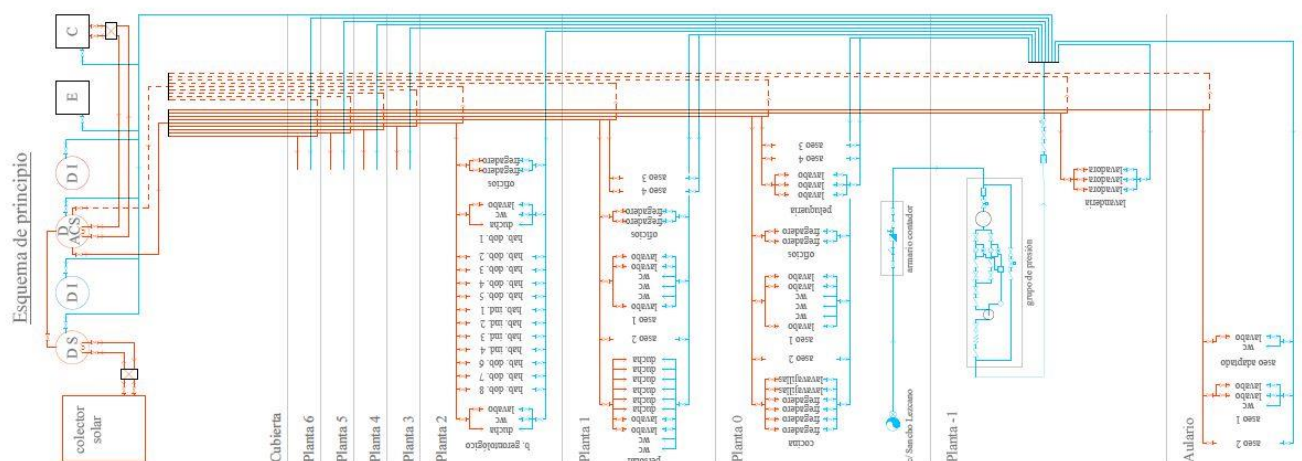 Esquema de principio
C
E
D I
D
ACS
S
D I
D S
S
colector
solar
Cubierta
Planta 6
Planta 5
Planta 4
Planta 3
Planta 2
fregadero
fregadero
oficios
lavabo
wc
ducha
hab. dob. 1
hab. dob. 2
hab. dob. 3
hab. dob. 4
hab. dob. 5
hab. ind. 1
hab. ind. 2
hab. ind. 3
hab. ind. 4
hab. dob. 6
hab. dob. 7
hab. dob. 8
lavabo
wc
ducha
b. gerontológico
Planta 1
aseo 3
aseo 4
fregadero
fregadero
oficios
lavabo
lavabo
wc
wc
wc
lavabo
aseo 1
aseo 2
ducha
ducha
ducha
ducha
ducha
lavabo
lavabo
wc
wc
personal
Planta 0
aseo 3
aseo 4
lavabo
lavabo
lavabo
peluquería
fregadero
fregadero
oficios
lavabo
lavabo
wc
wc
wc
lavabo
aseo 1
aseo 2
lavavajillas
lavavajillas
fregadero
fregadero
fregadero
fregadero
cocina
armario contador
c/ Sancho Lezcano
grupo de presión
Planta -1
lavadora
lavadora
lavadora
lavandería
Aulario
lavabo
wc
aseo adaptado
lavabo
lavabo
wc
aseo 1
aseo 2